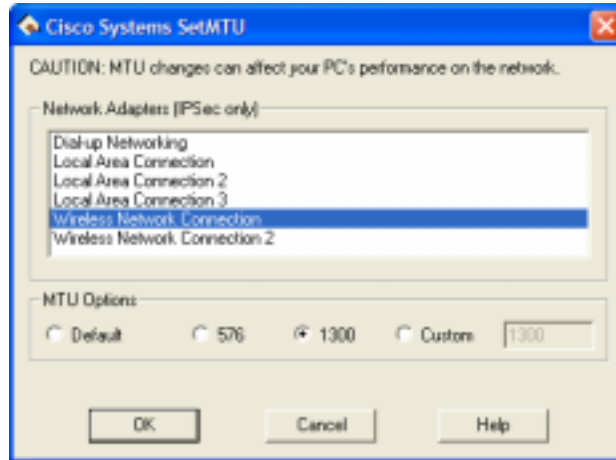 Cisco Systems SetMTU
CAUTION: MTU changes can affect your PC's performance on the network.
Network Adapters (IPSec only)
Dial-up Networking
Local Area Connection
Local Area Connection 2
Local Area Connection 3
Wireless Network Connection
Wireless Network Connection 2
MTU Options
Default 576 1300 Custom 1300
OK Cancel Help